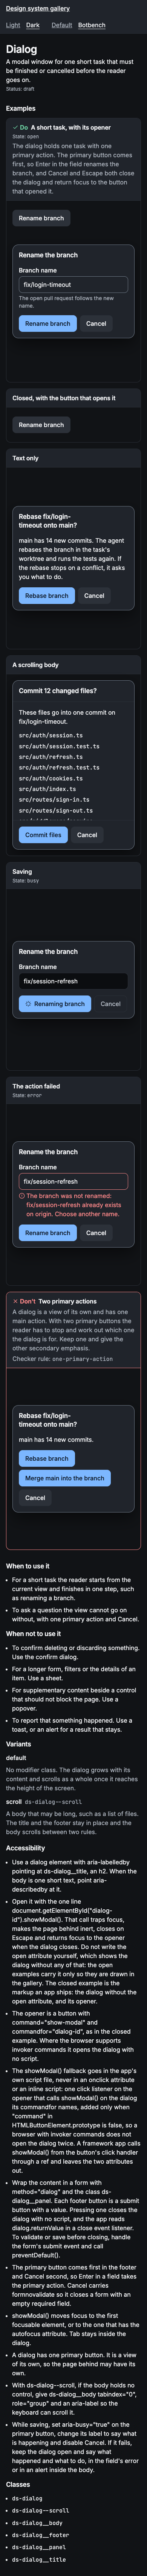 Design system gallery
Light Dark Default Botbench
Dialog
A modal window for one short task that must
be finished or cancelled before the reader
goes on.
Status: draft
Examples
✓ Do A short task, with its opener
State: open
The dialog holds one task with one
primary action. The primary button comes
first, so Enter in the field renames the
branch, and Cancel and Escape both close
the dialog and return focus to the button
that opened it.
Rename branch
Rename the branch
Branch name
fix/login-timeout
The open pull request follows the new
name.
Rename branch Cancel
Closed, with the button that opens it
Rename branch
Text only
Rebase fix/login-
timeout onto main?
main has 14 new commits. The agent
rebases the branch in the task's
worktree and runs the tests again. If
the rebase stops on a conflict, it asks
you what to do.
Rebase branch Cancel
A scrolling body
Commit 12 changed files?
These files go into one commit on
fix/login-timeout.
src/auth/session.ts
src/auth/session.test.ts
src/auth/refresh.ts
src/auth/refresh.test.ts
src/auth/cookies.ts
src/auth/index.ts
src/routes/sign-in.ts
src/routes/sign-out.ts
Commit files Cancel
Saving
State: busy
Rename the branch
Branch name
fix/session-refresh
Renaming branch Cancel
The action failed
State: error
Rename the branch
Branch name
fix/session-refresh
The branch was not renamed:
fix/session-refresh already exists
on origin. Choose another name.
Rename branch Cancel
✕ Don't Two primary actions
A dialog is a view of its own and has one
main action. With two primary buttons the
reader has to stop and work out which one
the dialog is for. Keep one and give the
other secondary emphasis.
Checker rule: one-primary-action
Rebase fix/login-
timeout onto main?
main has 14 new commits.
Rebase branch
Merge main into the branch
Cancel
When to use it
• For a short task the reader starts from the
current view and finishes in one step, such
as renaming a branch.
• To ask a question the view cannot go on
without, with one primary action and Cancel.
When not to use it
• To confirm deleting or discarding something.
Use the confirm dialog.
• For a longer form, filters or the details of an
item. Use a sheet.
• For supplementary content beside a control
that should not block the page. Use a
popover.
• To report that something happened. Use a
toast, or an alert for a result that stays.
Variants
default
No modifier class. The dialog grows with its
content and scrolls as a whole once it reaches
the height of the screen.
scroll ds-dialog--scroll
A body that may be long, such as a list of files.
The title and the footer stay in place and the
body scrolls between two rules.
Accessibility
• Use a dialog element with aria-labelledby
pointing at ds-dialog__title, an h2. When the
body is one short text, point aria-
describedby at it.
• Open it with the one line
document.getElementById("dialog-
id").showModal(). That call traps focus,
makes the page behind inert, closes on
Escape and returns focus to the opener
when the dialog closes. Do not write the
open attribute yourself, which shows the
dialog without any of that: the open
examples carry it only so they are drawn in
the gallery. The closed example is the
markup an app ships: the dialog without the
open attribute, and its opener.
• The opener is a button with
command="show-modal" and
commandfor="dialog-id", as in the closed
example. Where the browser supports
invoker commands it opens the dialog with
no script.
• The showModal() fallback goes in the app's
own script file, never in an onclick attribute
or an inline script: one click listener on the
opener that calls showModal() on the dialog
its commandfor names, added only when
"command" in
HTMLButtonElement.prototype is false, so a
browser with invoker commands does not
open the dialog twice. A framework app calls
showModal() from the button's click handler
through a ref and leaves the two attributes
out.
• Wrap the content in a form with
method="dialog" and the class ds-
dialog__panel. Each footer button is a submit
button with a value. Pressing one closes the
dialog with no script, and the app reads
dialog.returnValue in a close event listener.
To validate or save before closing, handle
the form's submit event and call
preventDefault().
• The primary button comes first in the footer
and Cancel second, so Enter in a field takes
the primary action. Cancel carries
formnovalidate so it closes a form with an
empty required field.
• showModal() moves focus to the first
focusable element, or to the one that has the
autofocus attribute. Tab stays inside the
dialog.
• A dialog has one primary button. It is a view
of its own, so the page behind may have its
own.
• With ds-dialog--scroll, if the body holds no
control, give ds-dialog__body tabindex="0",
role="group" and an aria-label so the
keyboard can scroll it.
• While saving, set aria-busy="true" on the
primary button, change its label to say what
is happening and disable Cancel. If it fails,
keep the dialog open and say what
happened and what to do, in the field's error
or in an alert inside the body.
Classes
• ds-dialog
• ds-dialog--scroll
• ds-dialog__body
• ds-dialog__footer
• ds-dialog__panel
• ds-dialog__title